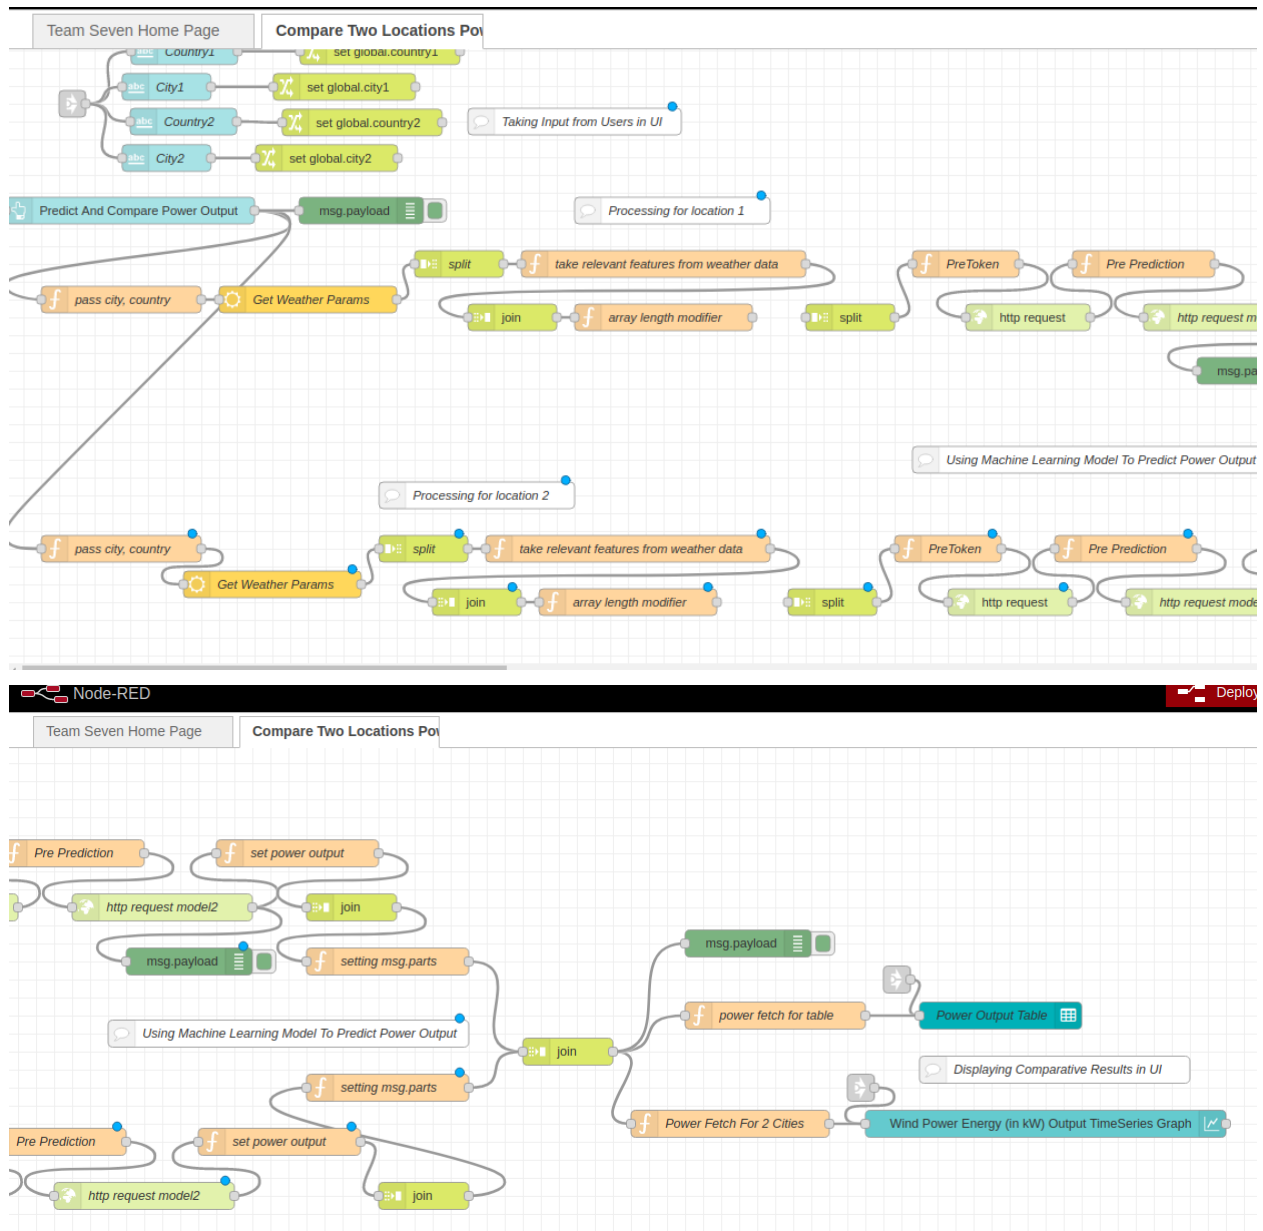 Team Seven Home Page
Compare Two Locations Po
abc Country1
set global.country1
abc City1
set global.city1
abc Country2
set global.country2
Taking Input from Users in UI
abc City2
set global.city2
Predict And Compare Power Output
msg.payload
Processing for location 1
split
take relevant features from weather data
PreToken
Pre Prediction
pass city, country
Get Weather Params
join
array length modifier
split
http request
http request m
msg.pa
Using Machine Learning Model To Predict Power Output
Processing for location 2
pass city, country
split
take relevant features from weather data
PreToken
Pre Prediction
Get Weather Params
join
array length modifier
split
http request
http request mode
Node-RED
Deploy
Team Seven Home Page
Compare Two Locations Po
Pre Prediction
set power output
http request model2
join
msg.payload
setting msg.parts
msg.payload
power fetch for table
Power Output Table
Using Machine Learning Model To Predict Power Output
join
Displaying Comparative Results in UI
setting msg.parts
Power Fetch For 2 Cities
Wind Power Energy (in kW) Output TimeSeries Graph
Pre Prediction
set power output
http request model2
join